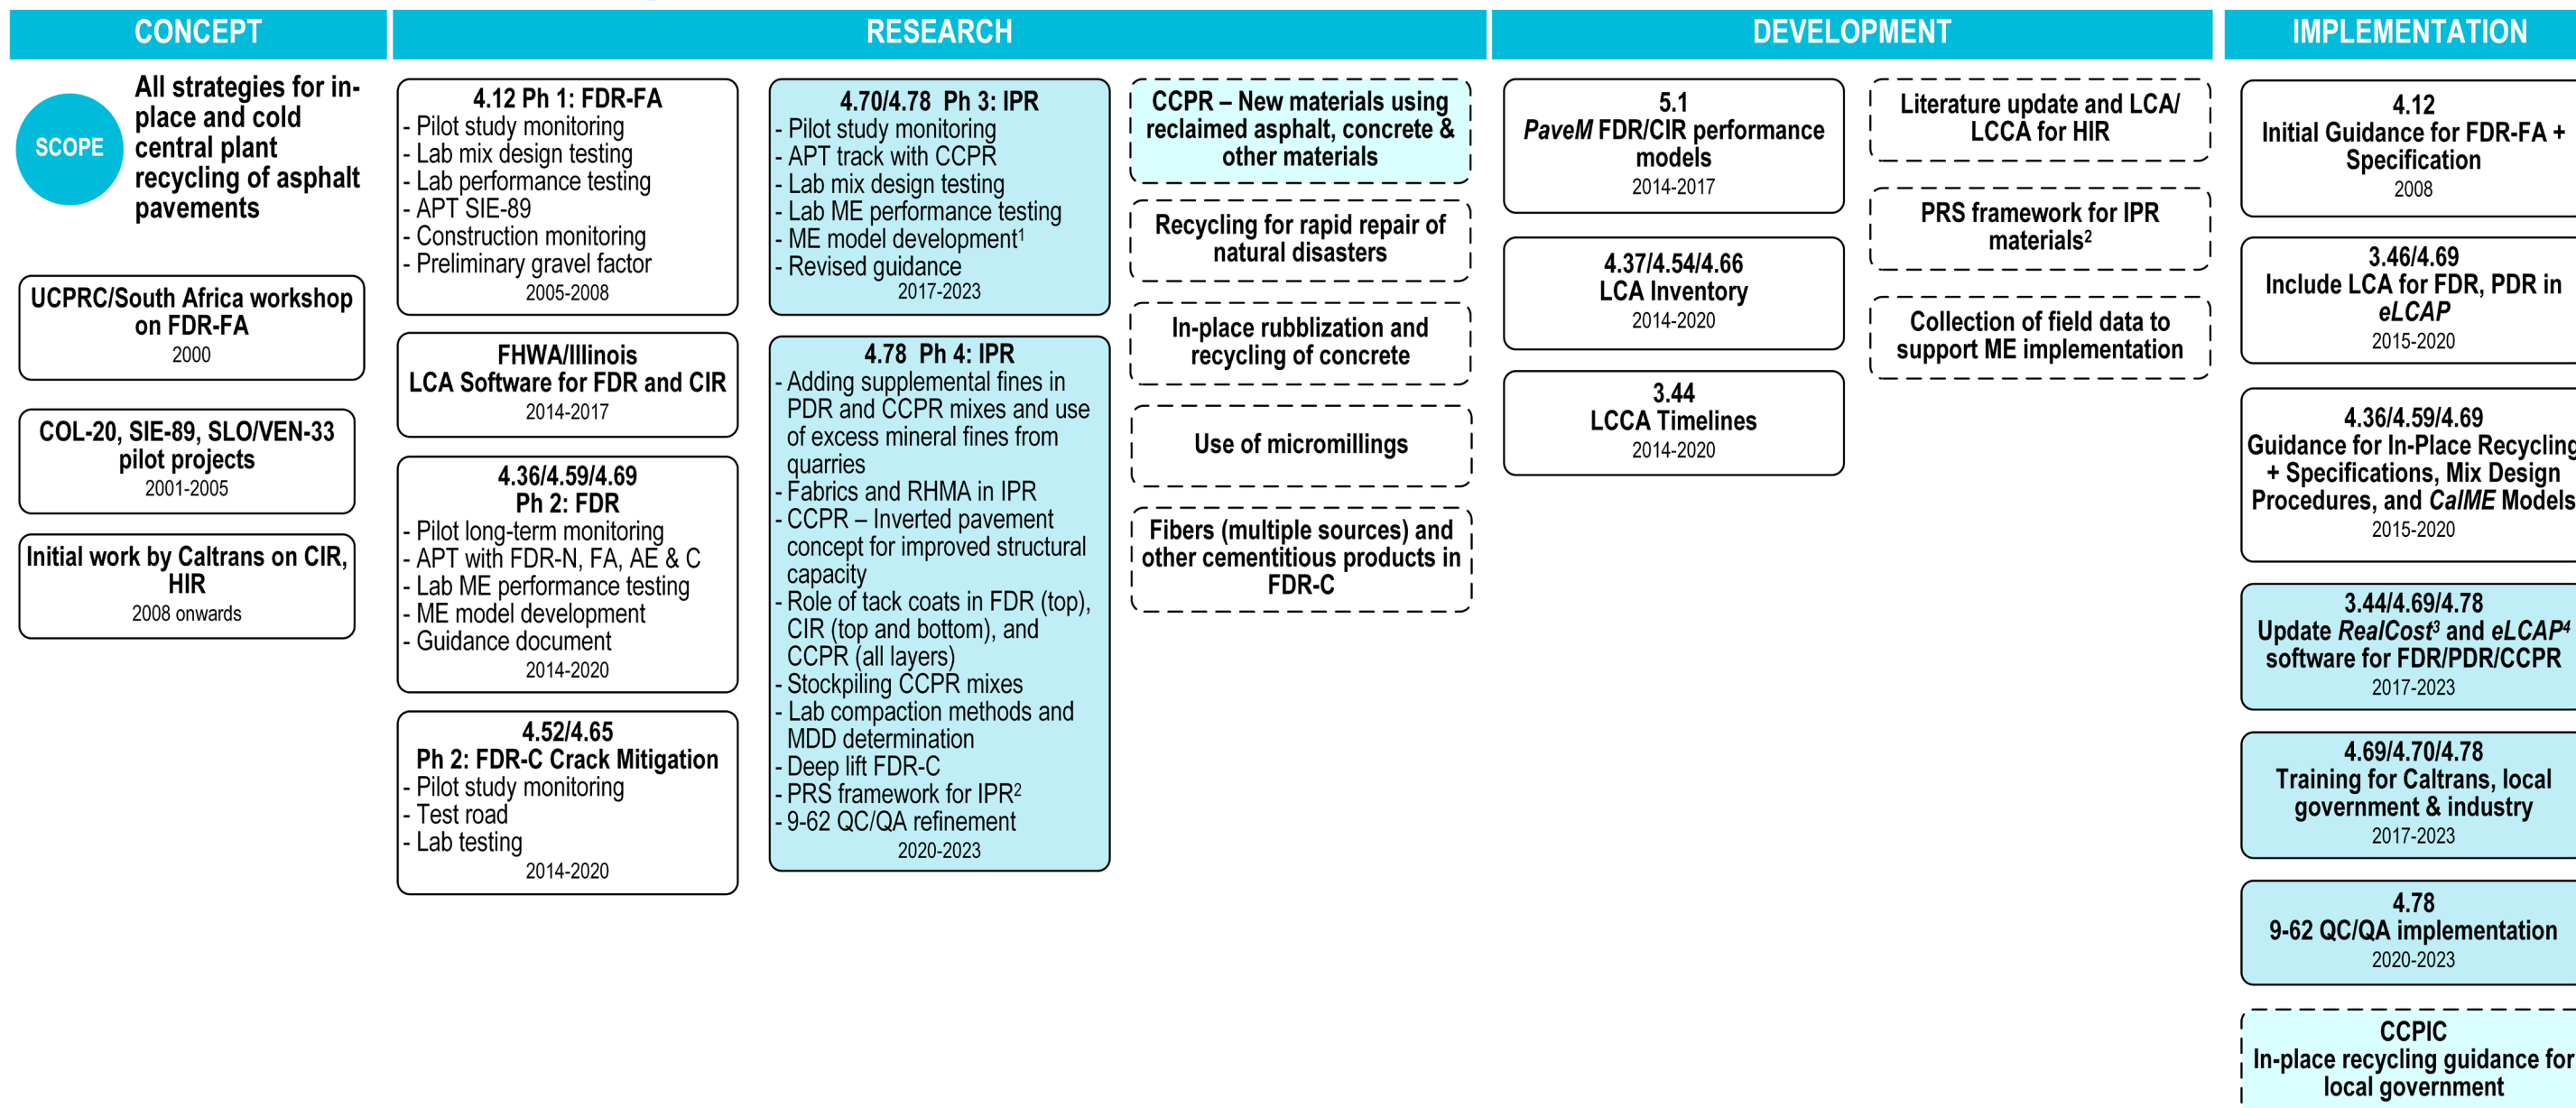 CONCEPT
RESEARCH
DEVELOPMENT
IMPLEMENTATION
SCOPE
All strategies for in-
place and cold
central plant
recycling of asphalt
pavements
UCPRC/South Africa workshop
on FDR-FA
2000
COL-20, SIE-89, SLO/VEN-33
pilot projects
2001-2005
Initial work by Caltrans on CIR,
HIR
2008 onwards
4.12 Ph 1: FDR-FA
- Pilot study monitoring
- Lab mix design testing
- Lab performance testing
- APT SIE-89
- Construction monitoring
- Preliminary gravel factor
2005-2008
FHWA/Illinois
LCA Software for FDR and CIR
2014-2017
4.36/4.59/4.69
Ph 2: FDR
- Pilot long-term monitoring
- APT with FDR-N, FA, AE & C
- Lab ME performance testing
- ME model development
- Guidance document
2014-2020
4.52/4.65
Ph 2: FDR-C Crack Mitigation
- Pilot study monitoring
- Test road
- Lab testing
2014-2020
4.70/4.78 Ph 3: IPR
- Pilot study monitoring
- APT track with CCPR
- Lab mix design testing
- Lab ME performance testing
- ME model development¹
- Revised guidance
2017-2023
4.78 Ph 4: IPR
- Adding supplemental fines in
PDR and CCPR mixes and use
of excess mineral fines from
quarries
- Fabrics and RHMA in IPR
- CCPR – Inverted pavement
concept for improved structural
capacity
- Role of tack coats in FDR (top),
CIR (top and bottom), and
CCPR (all layers)
- Stockpiling CCPR mixes
- Lab compaction methods and
MDD determination
- Deep lift FDR-C
- PRS framework for IPR²
- 9-62 QC/QA refinement
2020-2023
CCPR – New materials using
reclaimed asphalt, concrete &
other materials
Recycling for rapid repair of
natural disasters
In-place rubblization and
recycling of concrete
Use of micromillings
Fibers (multiple sources) and
other cementitious products in
FDR-C
5.1
PaveM FDR/CIR performance
models
2014-2017
4.37/4.54/4.66
LCA Inventory
2014-2020
3.44
LCCA Timelines
2014-2020
Literature update and LCA/
LCCA for HIR
PRS framework for IPR
materials²
Collection of field data to
support ME implementation
4.12
Initial Guidance for FDR-FA +
Specification
2008
3.46/4.69
Include LCA for FDR, PDR in
eLCAP
2015-2020
4.36/4.59/4.69
Guidance for In-Place Recycling
+ Specifications, Mix Design
Procedures, and CalME Models
2015-2020
3.44/4.69/4.78
Update RealCost³ and eLCAP⁴
software for FDR/PDR/CCPR
2017-2023
4.69/4.70/4.78
Training for Caltrans, local
government & industry
2017-2023
4.78
9-62 QC/QA implementation
2020-2023
CCPIC
In-place recycling guidance for
local government